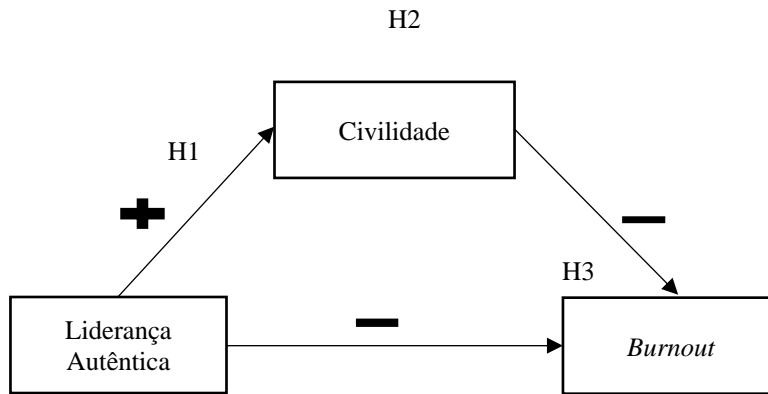 H2
Civilidade
H1
H3
Liderança
Autêntica
Burnout